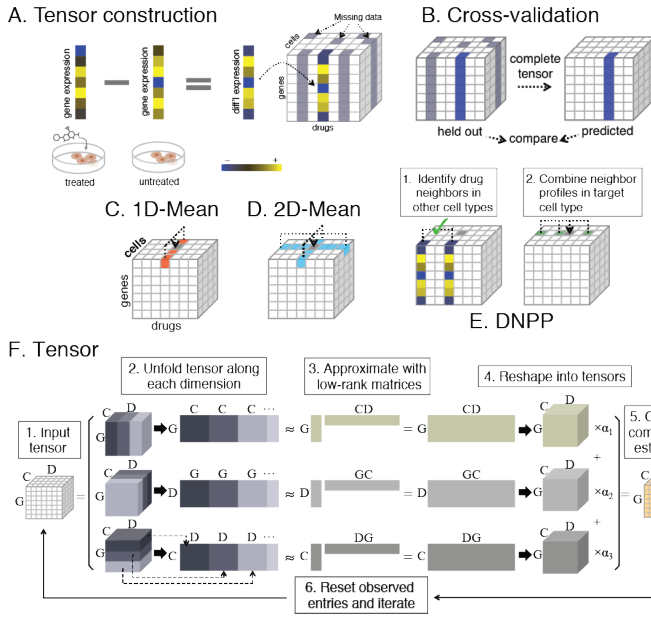 A. Tensor construction
gene expression
gene expression
diff'l expression
Missing data
cells
genes
drugs
treated
untreated
−
+
B. Cross-validation
complete
tensor
held out
predicted
compare
C. 1D-Mean
cells
genes
drugs
D. 2D-Mean
1. Identify drug
neighbors in
other cell types
2. Combine neighbor
profiles in target
cell type
E. DNPP
F. Tensor
1. Input
tensor
C D
G
2. Unfold tensor along
each dimension
3. Approximate with
low-rank matrices
4. Reshape into tensors
C D
G
G
C C C ...
≈ G
CD
= G
CD
C D
G
×α1
+
C D
G
D
G G G ...
≈ D
GC
= D
GC
C D
G
×α2
+
C D
G
C
D D D ...
≈ C
DG
= C
DG
C D
G
×α3
=
=
5. C
com
est
6. Reset observed
entries and iterate